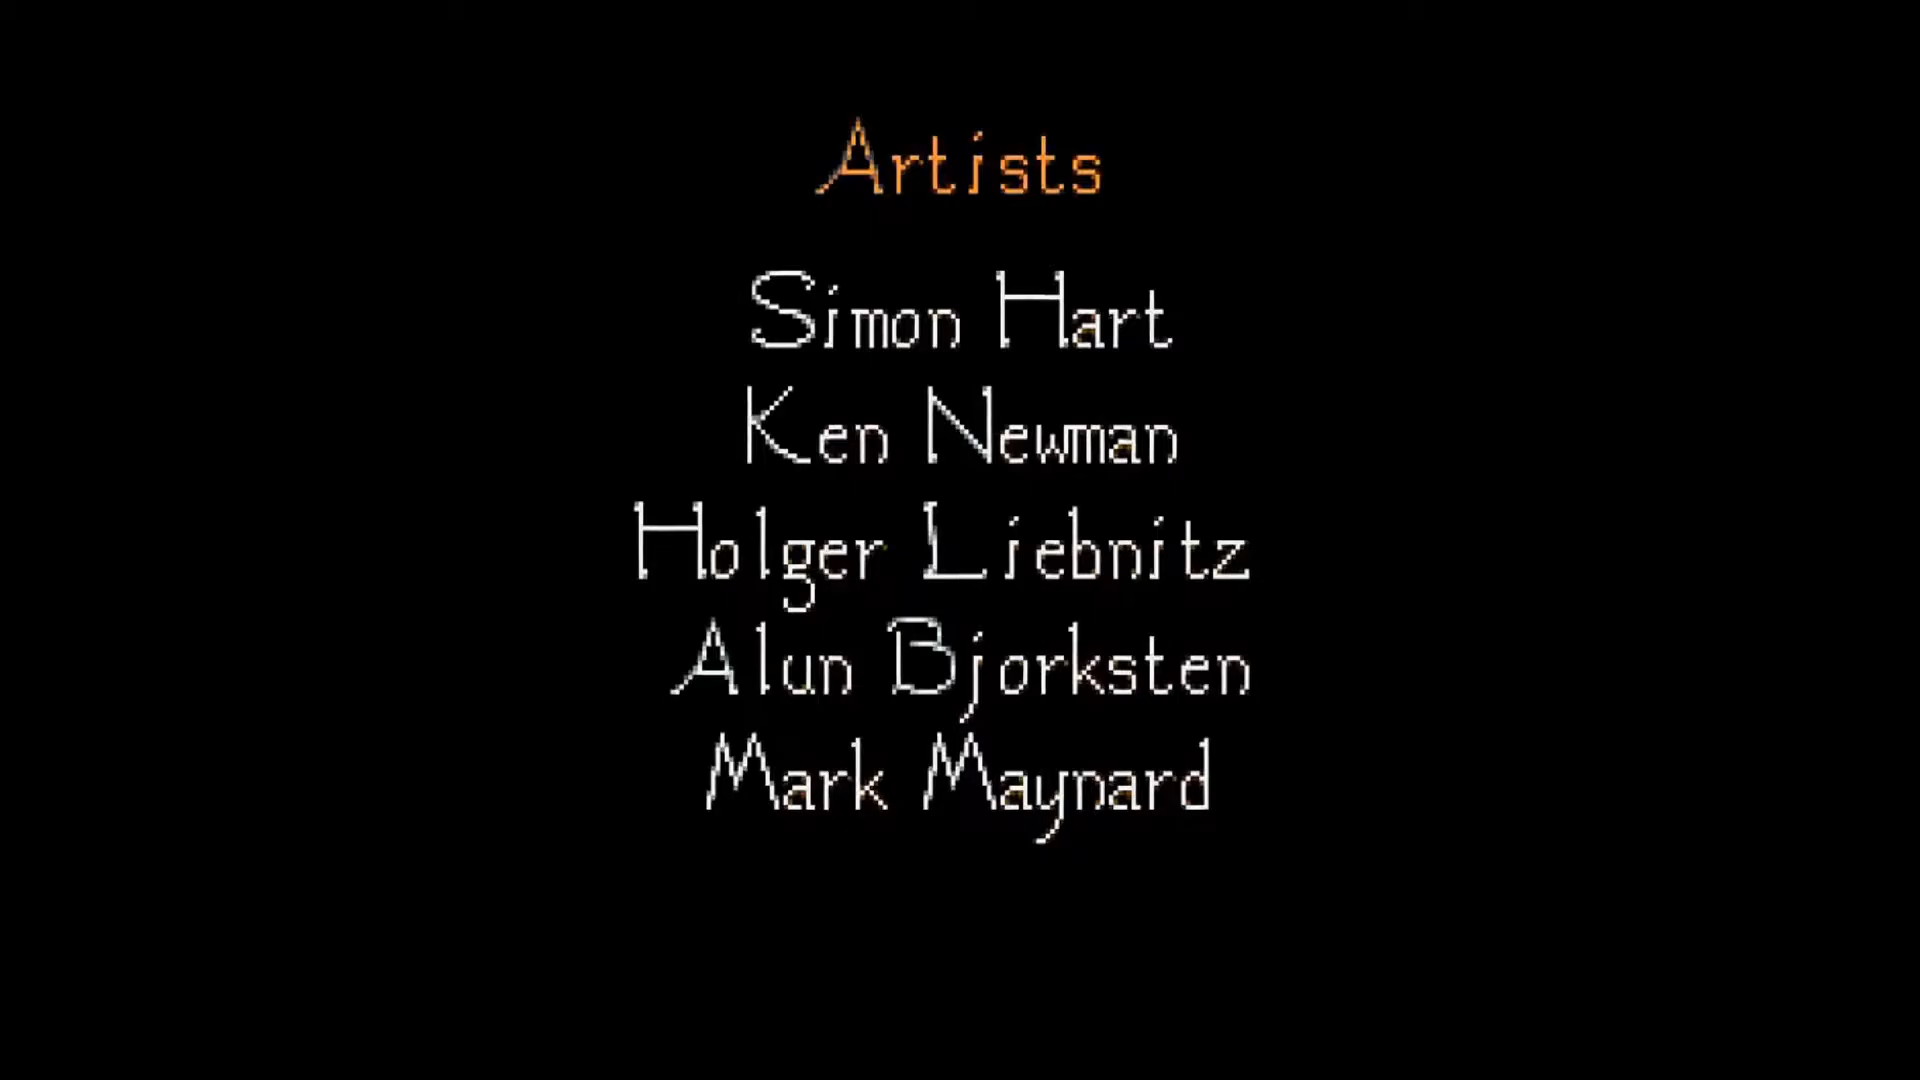 Artists
Simon Hart
Ken Newman
Holger Liebnitz
Alun Bjorksten
Mark Maynard